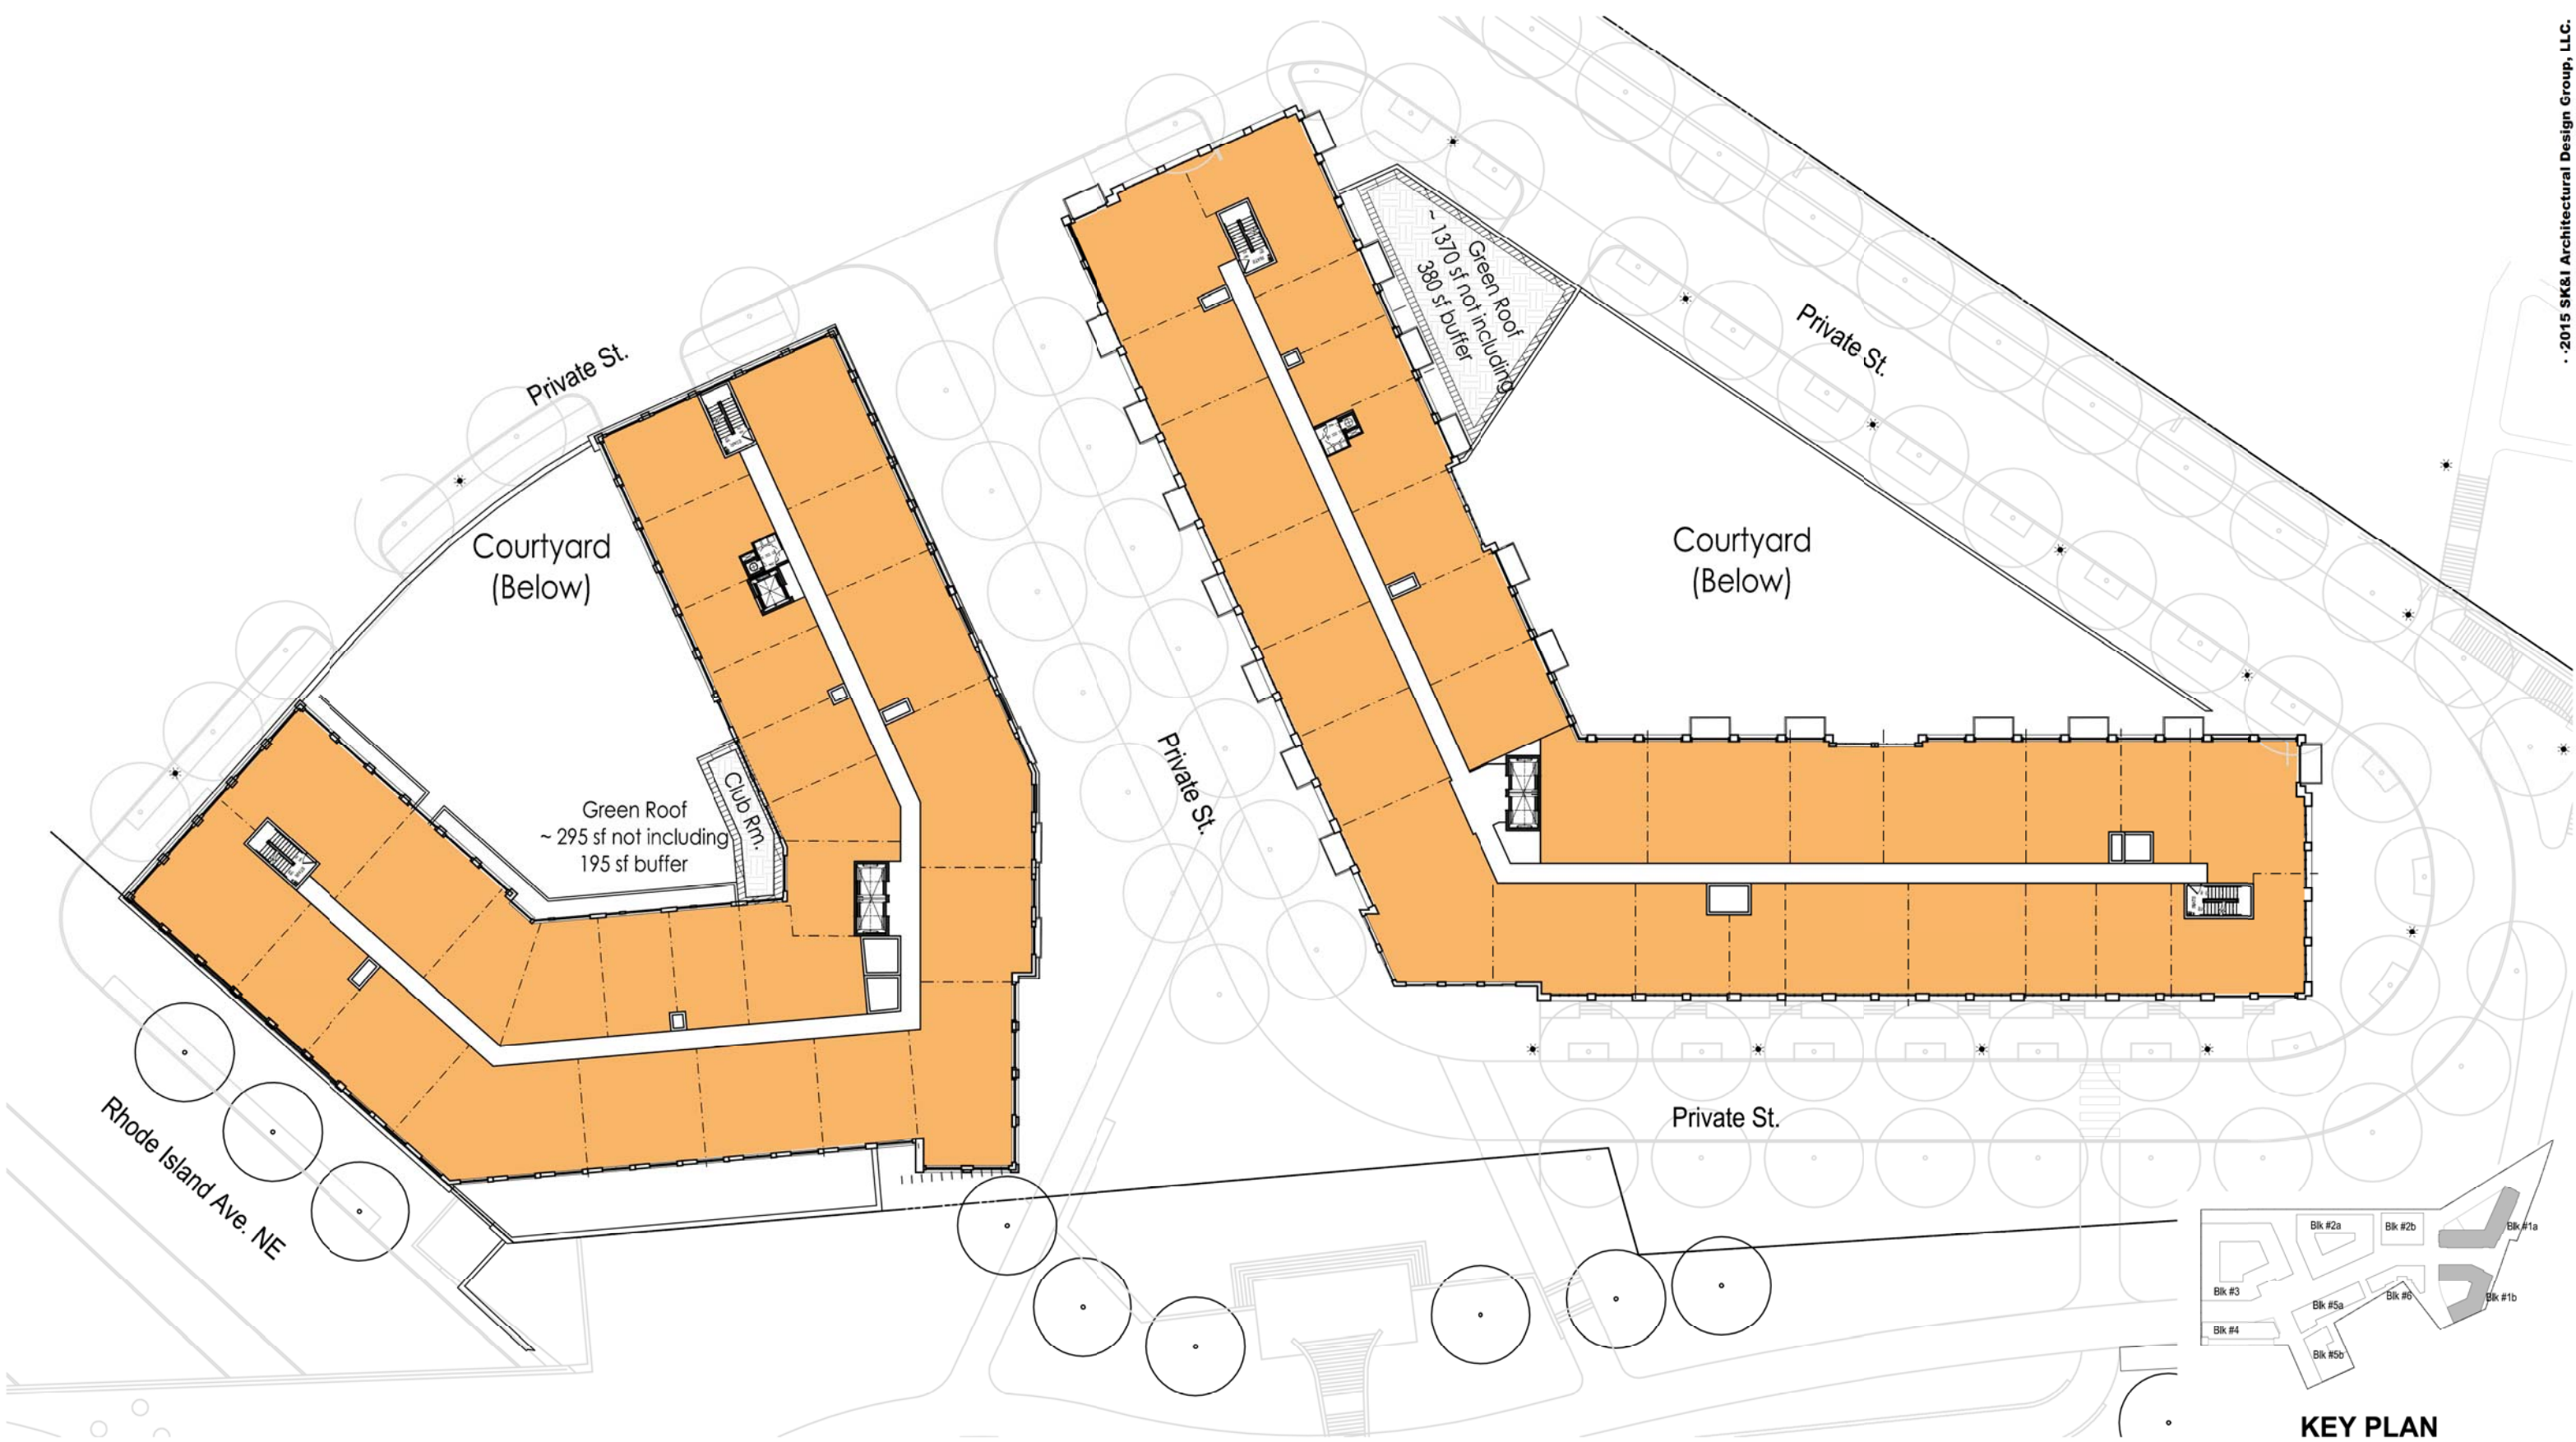 · ·2015 SK&I Architectural Design Group, LLC.
Green Roof
~ 1370 sf not including
380 sf buffer
Private St.
Private St.
Courtyard
(Below)
Courtyard
(Below)
Private St.
Club Rm.
Green Roof
~ 295 sf not including
195 sf buffer
Rhode Island Ave. NE
Private St.
Blk #2a
Blk #2b
Blk #1a
Blk #3
Blk #5a
Blk #6
Blk #1b
Blk #4
Blk #5b
KEY PLAN